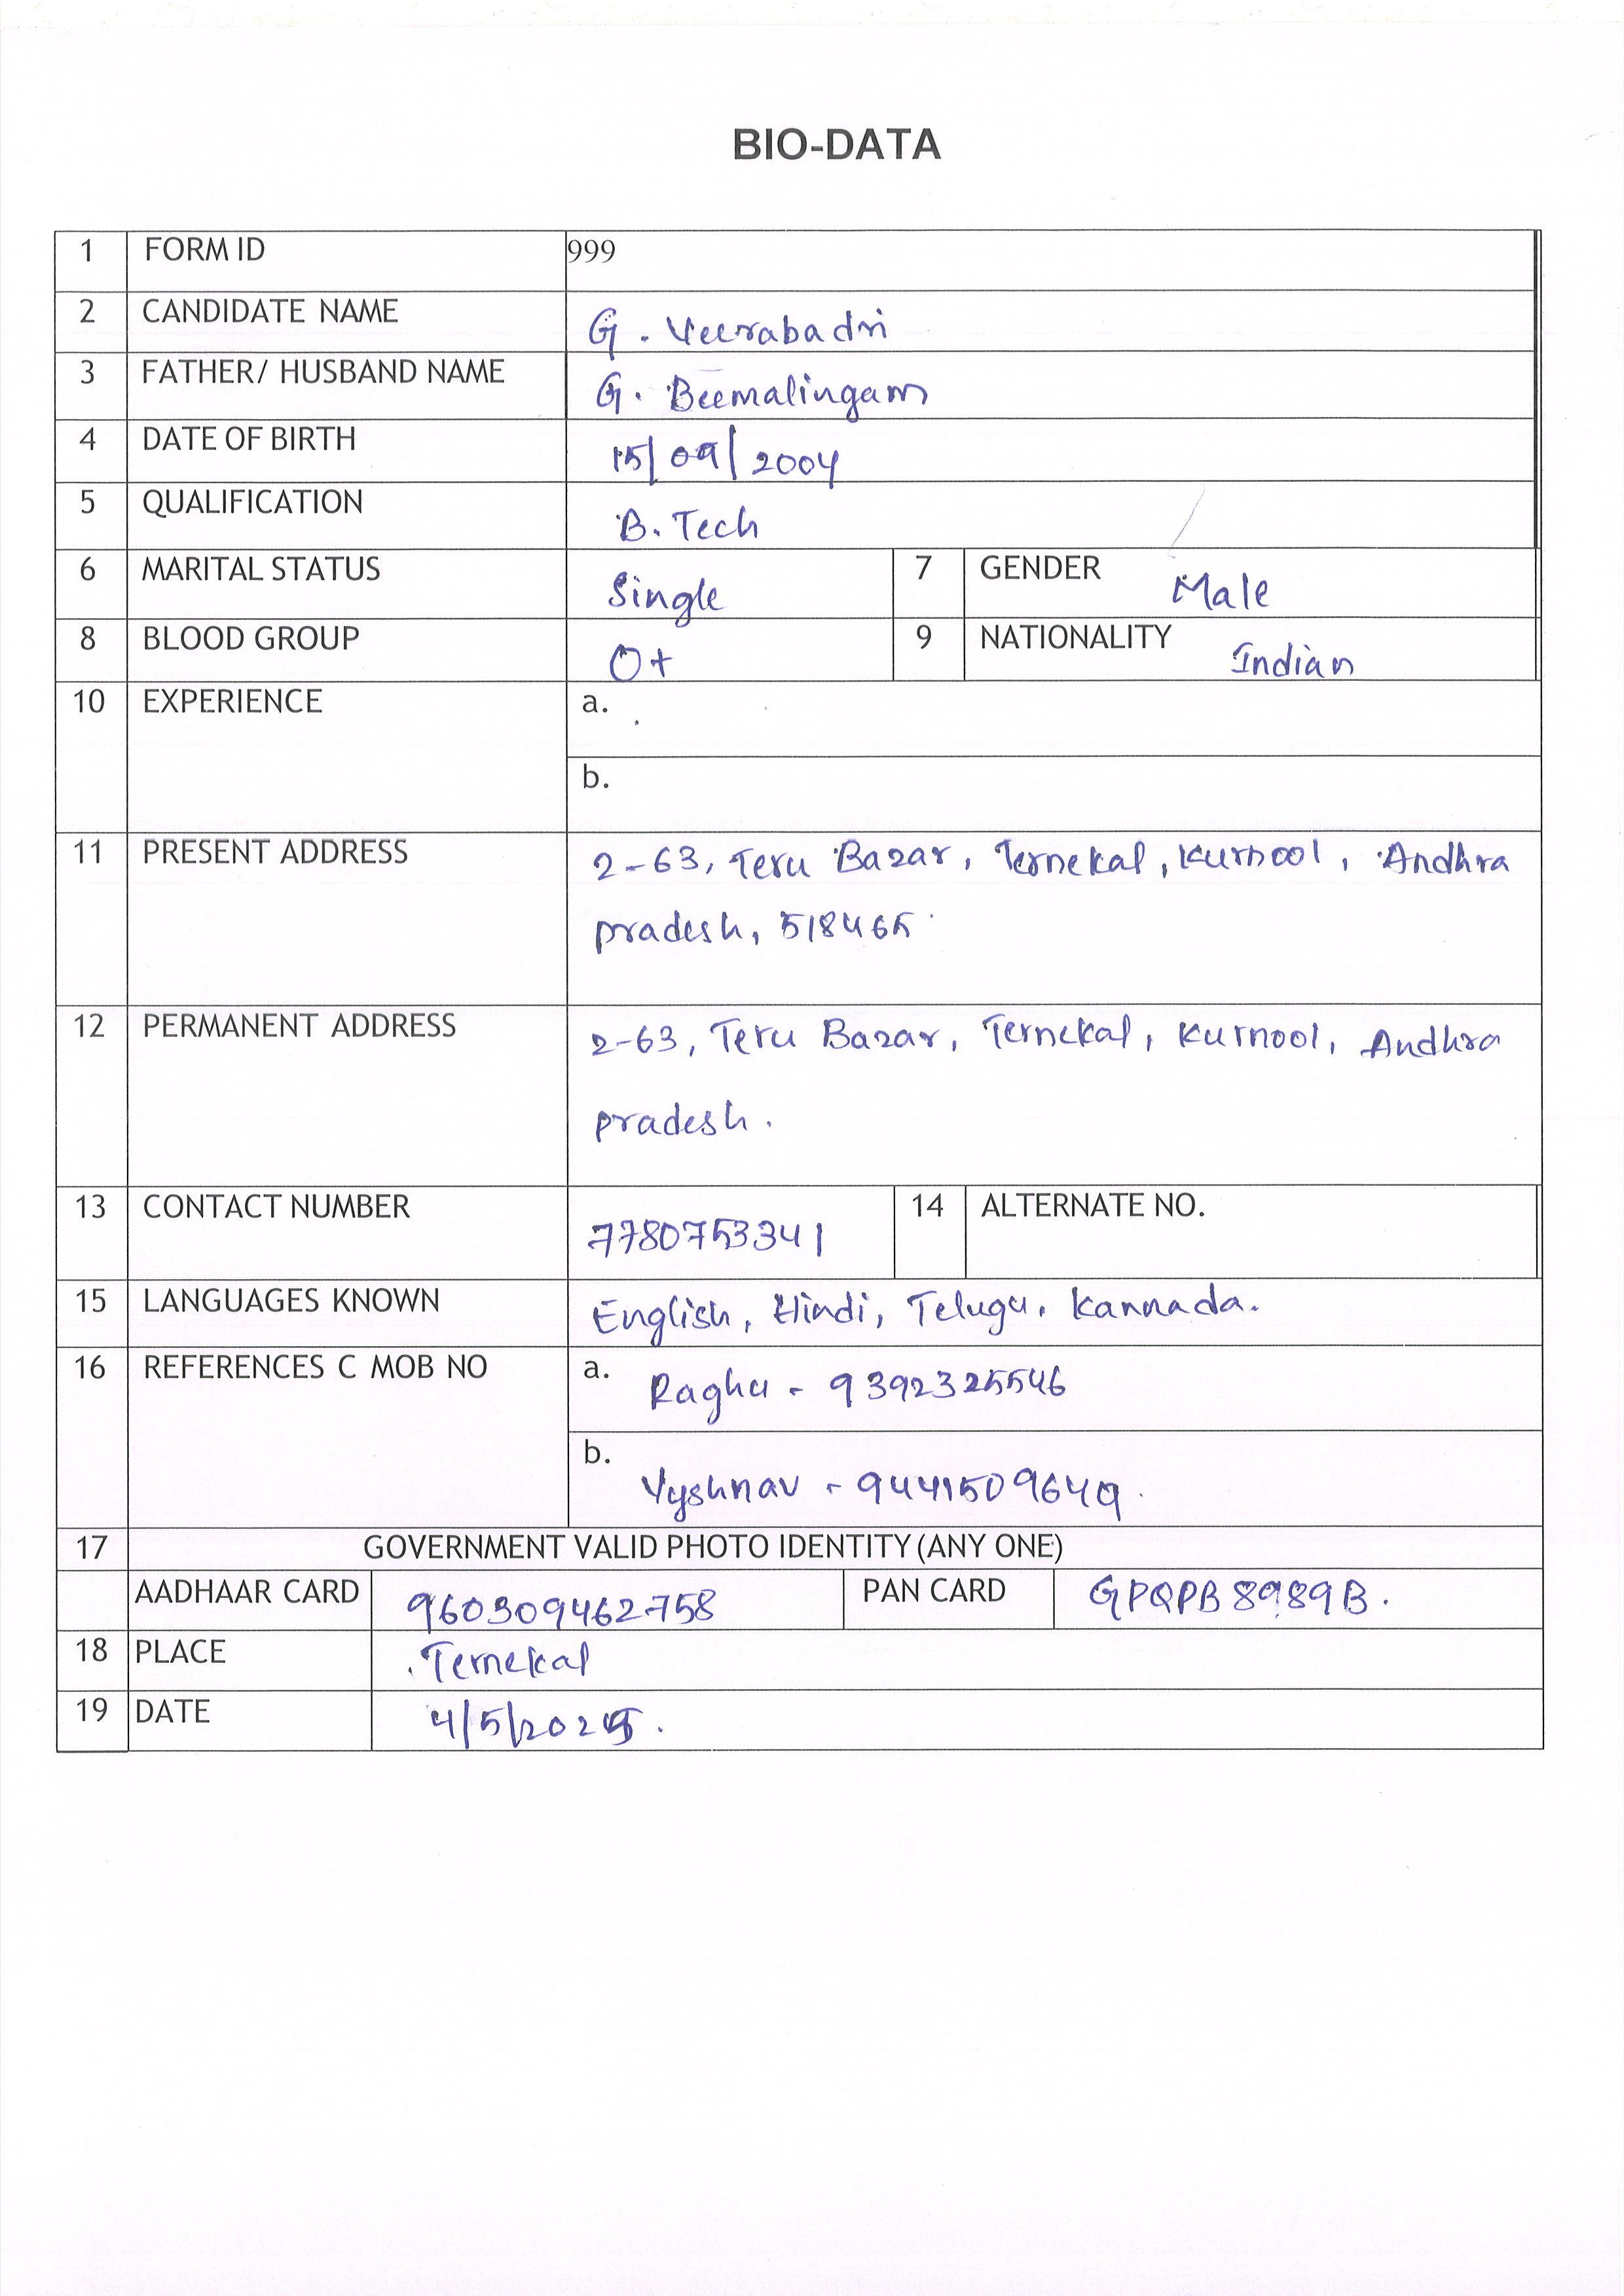 BIO-DATA
1 FORM ID 999
2 CANDIDATE NAME G. Veerabadri
3 FATHER/ HUSBAND NAME G. Beemalingam
4 DATE OF BIRTH 15/09/2004
5 QUALIFICATION B. Tech
6 MARITAL STATUS Single 7 GENDER Male
8 BLOOD GROUP O+ 9 NATIONALITY Indian
10 EXPERIENCE a.
b.
11 PRESENT ADDRESS 2-63, Teru Bazar, Ternekal, Kurnool, Andhra
pradesh, 518465
12 PERMANENT ADDRESS 2-63, Teru Bazar, Ternekal, Kurnool, Andhra
pradesh.
13 CONTACT NUMBER 7780753341 14 ALTERNATE NO.
15 LANGUAGES KNOWN English, Hindi, Telugu, Kannada.
16 REFERENCES C MOB NO a. Raghu - 9392325546
b. Vyshnav - 9441509649.
17 GOVERNMENT VALID PHOTO IDENTITY (ANY ONE)
AADHAAR CARD 960309462758 PAN CARD GPQPB8989B.
18 PLACE Ternekal
19 DATE 4/5/2025.